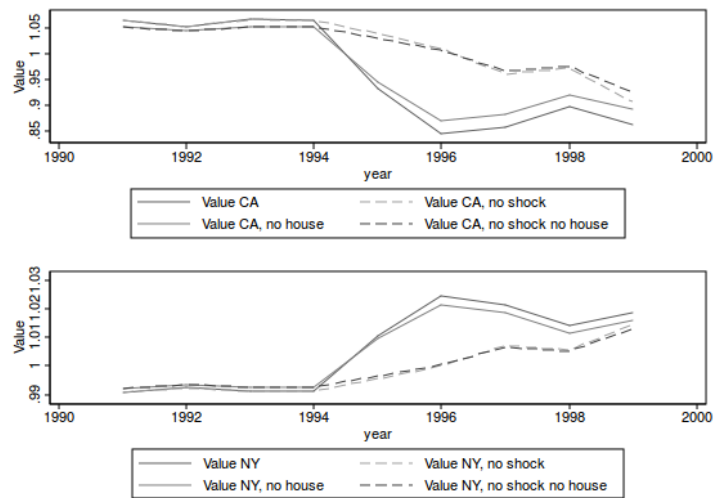 Value
1.05
1
.95
.9
.85
1990 1992 1994 1996 1998 2000
year
Value CA Value CA, no shock
Value CA, no house Value CA, no shock no house
Value
1.03
1.02
1.01
1
.99
1990 1992 1994 1996 1998 2000
year
Value NY Value NY, no shock
Value NY, no house Value NY, no shock no house